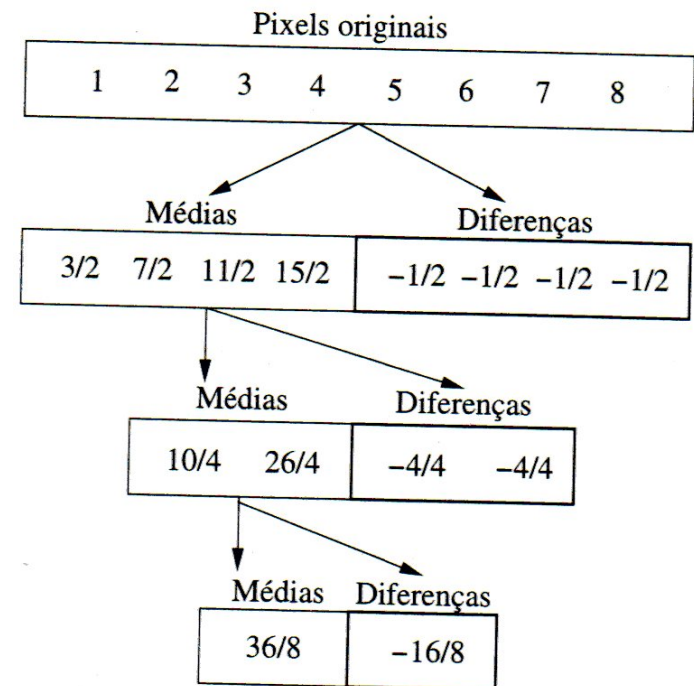 Pixels originais
1 2 3 4 5 6 7 8
Médias Diferenças
3/2 7/2 11/2 15/2 −1/2 −1/2 −1/2 −1/2
Médias Diferenças
10/4 26/4 −4/4 −4/4
Médias Diferenças
36/8 −16/8